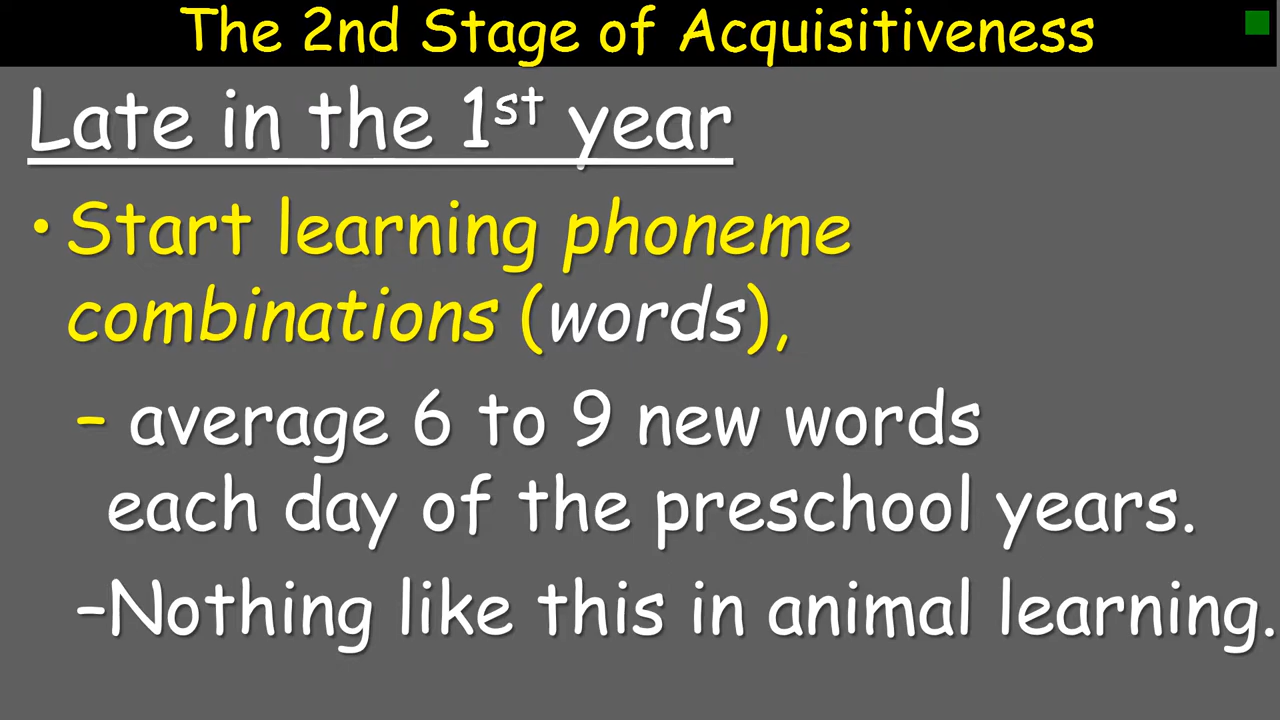 The 2nd Stage of Acquisitiveness
Late in the 1st year
• Start learning phoneme
combinations (words),
– average 6 to 9 new words
each day of the preschool years.
–Nothing like this in animal learning.